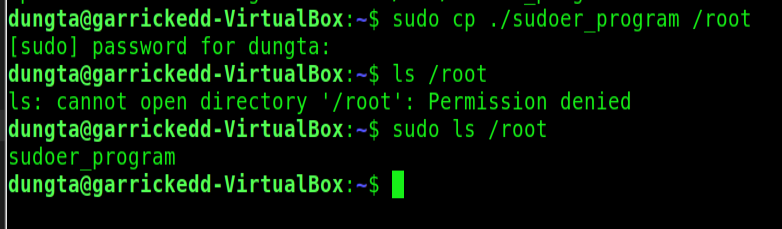 dungta@garrickedd-VirtualBox:~$ sudo cp ./sudoer_program /root
[sudo] password for dungta:
dungta@garrickedd-VirtualBox:~$ ls /root
ls: cannot open directory '/root': Permission denied
dungta@garrickedd-VirtualBox:~$ sudo ls /root
sudoer_program
dungta@garrickedd-VirtualBox:~$